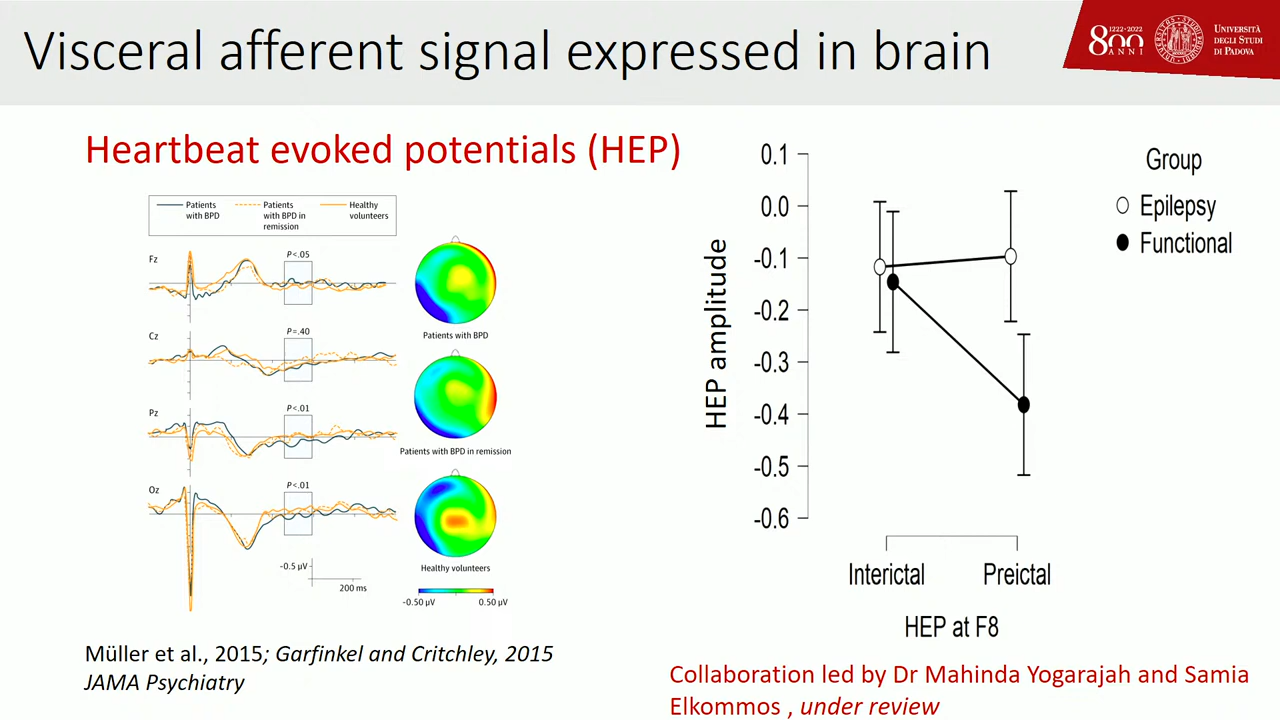 Visceral afferent signal expressed in brain
1222·2022
800
ANNI
UNIVERSITÀ
DEGLI STUDI
DI PADOVA
Heartbeat evoked potentials (HEP)
Patients
with BPD
Patients
with BPD in
remission
Healthy
volunteers
Fz
P<.05
Cz
P=.40
Pz
P<.01
Oz
P<.01
-0.5 µV
200 ms
Patients with BPD
Patients with BPD in remission
Healthy volunteers
-0.50 µV
0.50 µV
Müller et al., 2015; Garfinkel and Critchley, 2015
JAMA Psychiatry
HEP amplitude
0.1
0.0
-0.1
-0.2
-0.3
-0.4
-0.5
-0.6
Group
Epilepsy
Functional
Interictal
Preictal
HEP at F8
Collaboration led by Dr Mahinda Yogarajah and Samia
Elkommos , under review